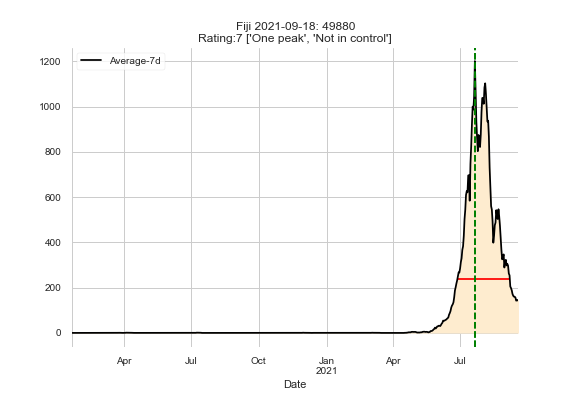 Fiji 2021-09-18: 49880
Rating:7 ['One peak', 'Not in control']
Average-7d
1200
1000
800
600
400
200
0
Apr
Jul
Oct
Jan
2021
Apr
Jul
Date